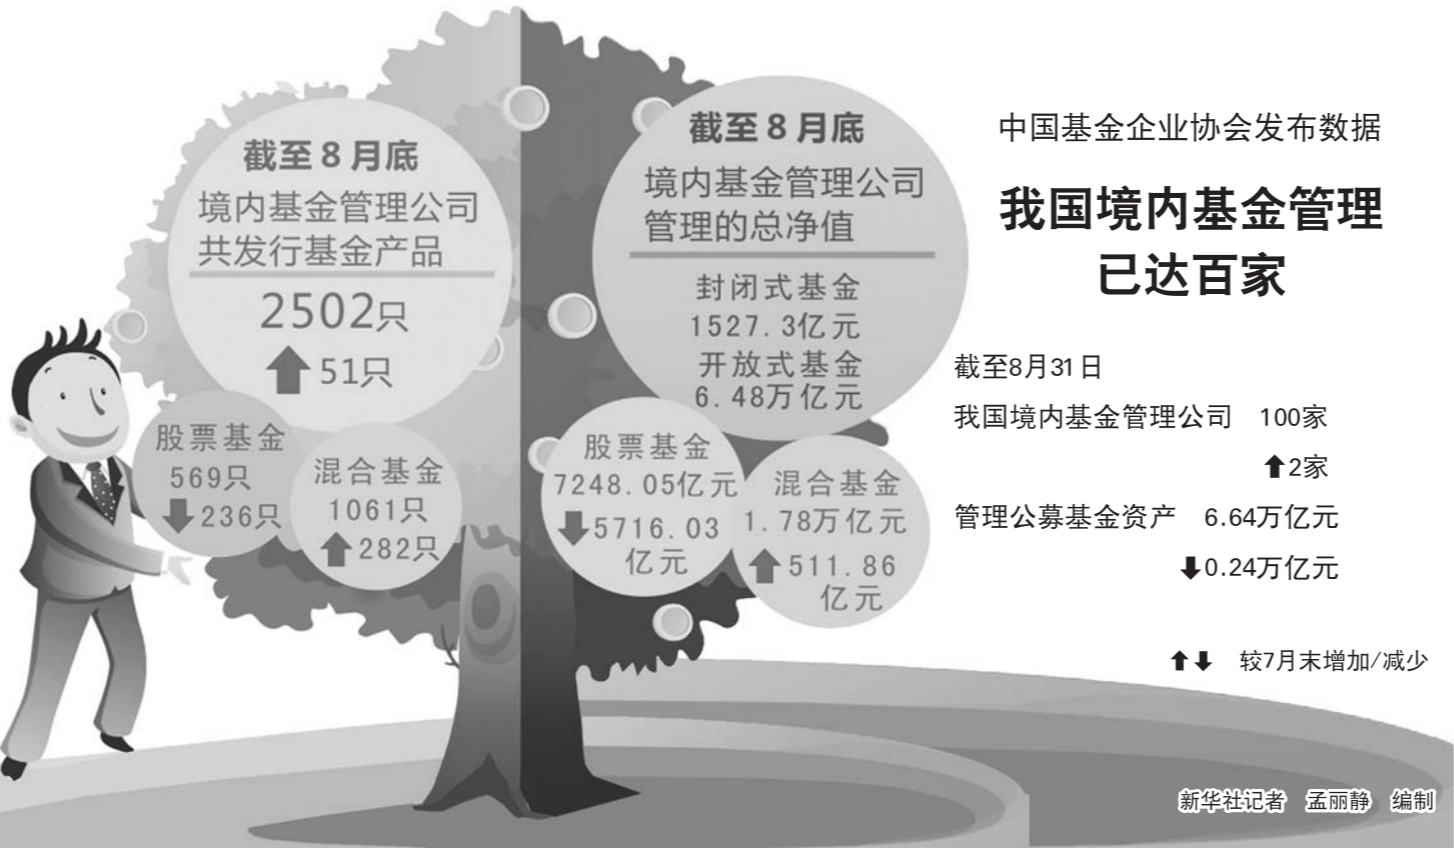 中国基金企业协会发布数据
我国境内基金管理
已达百家
截至8月31日
我国境内基金管理公司 100家
⬆2家
管理公募基金资产 6.64万亿元
⬇0.24万亿元
⬆⬇ 较7月末增加/减少
截至8月底
境内基金管理公司
共发行基金产品
2502只
⬆51只
股票基金
569只
⬇236只
混合基金
1061只
⬆282只
截至8月底
境内基金管理公司
管理的总净值
封闭式基金
1527.3亿元
开放式基金
6.48万亿元
股票基金
7248.05亿元
⬇5716.03
亿元
混合基金
1.78万亿元
⬆511.86
亿元
新华社记者 孟丽静 编制